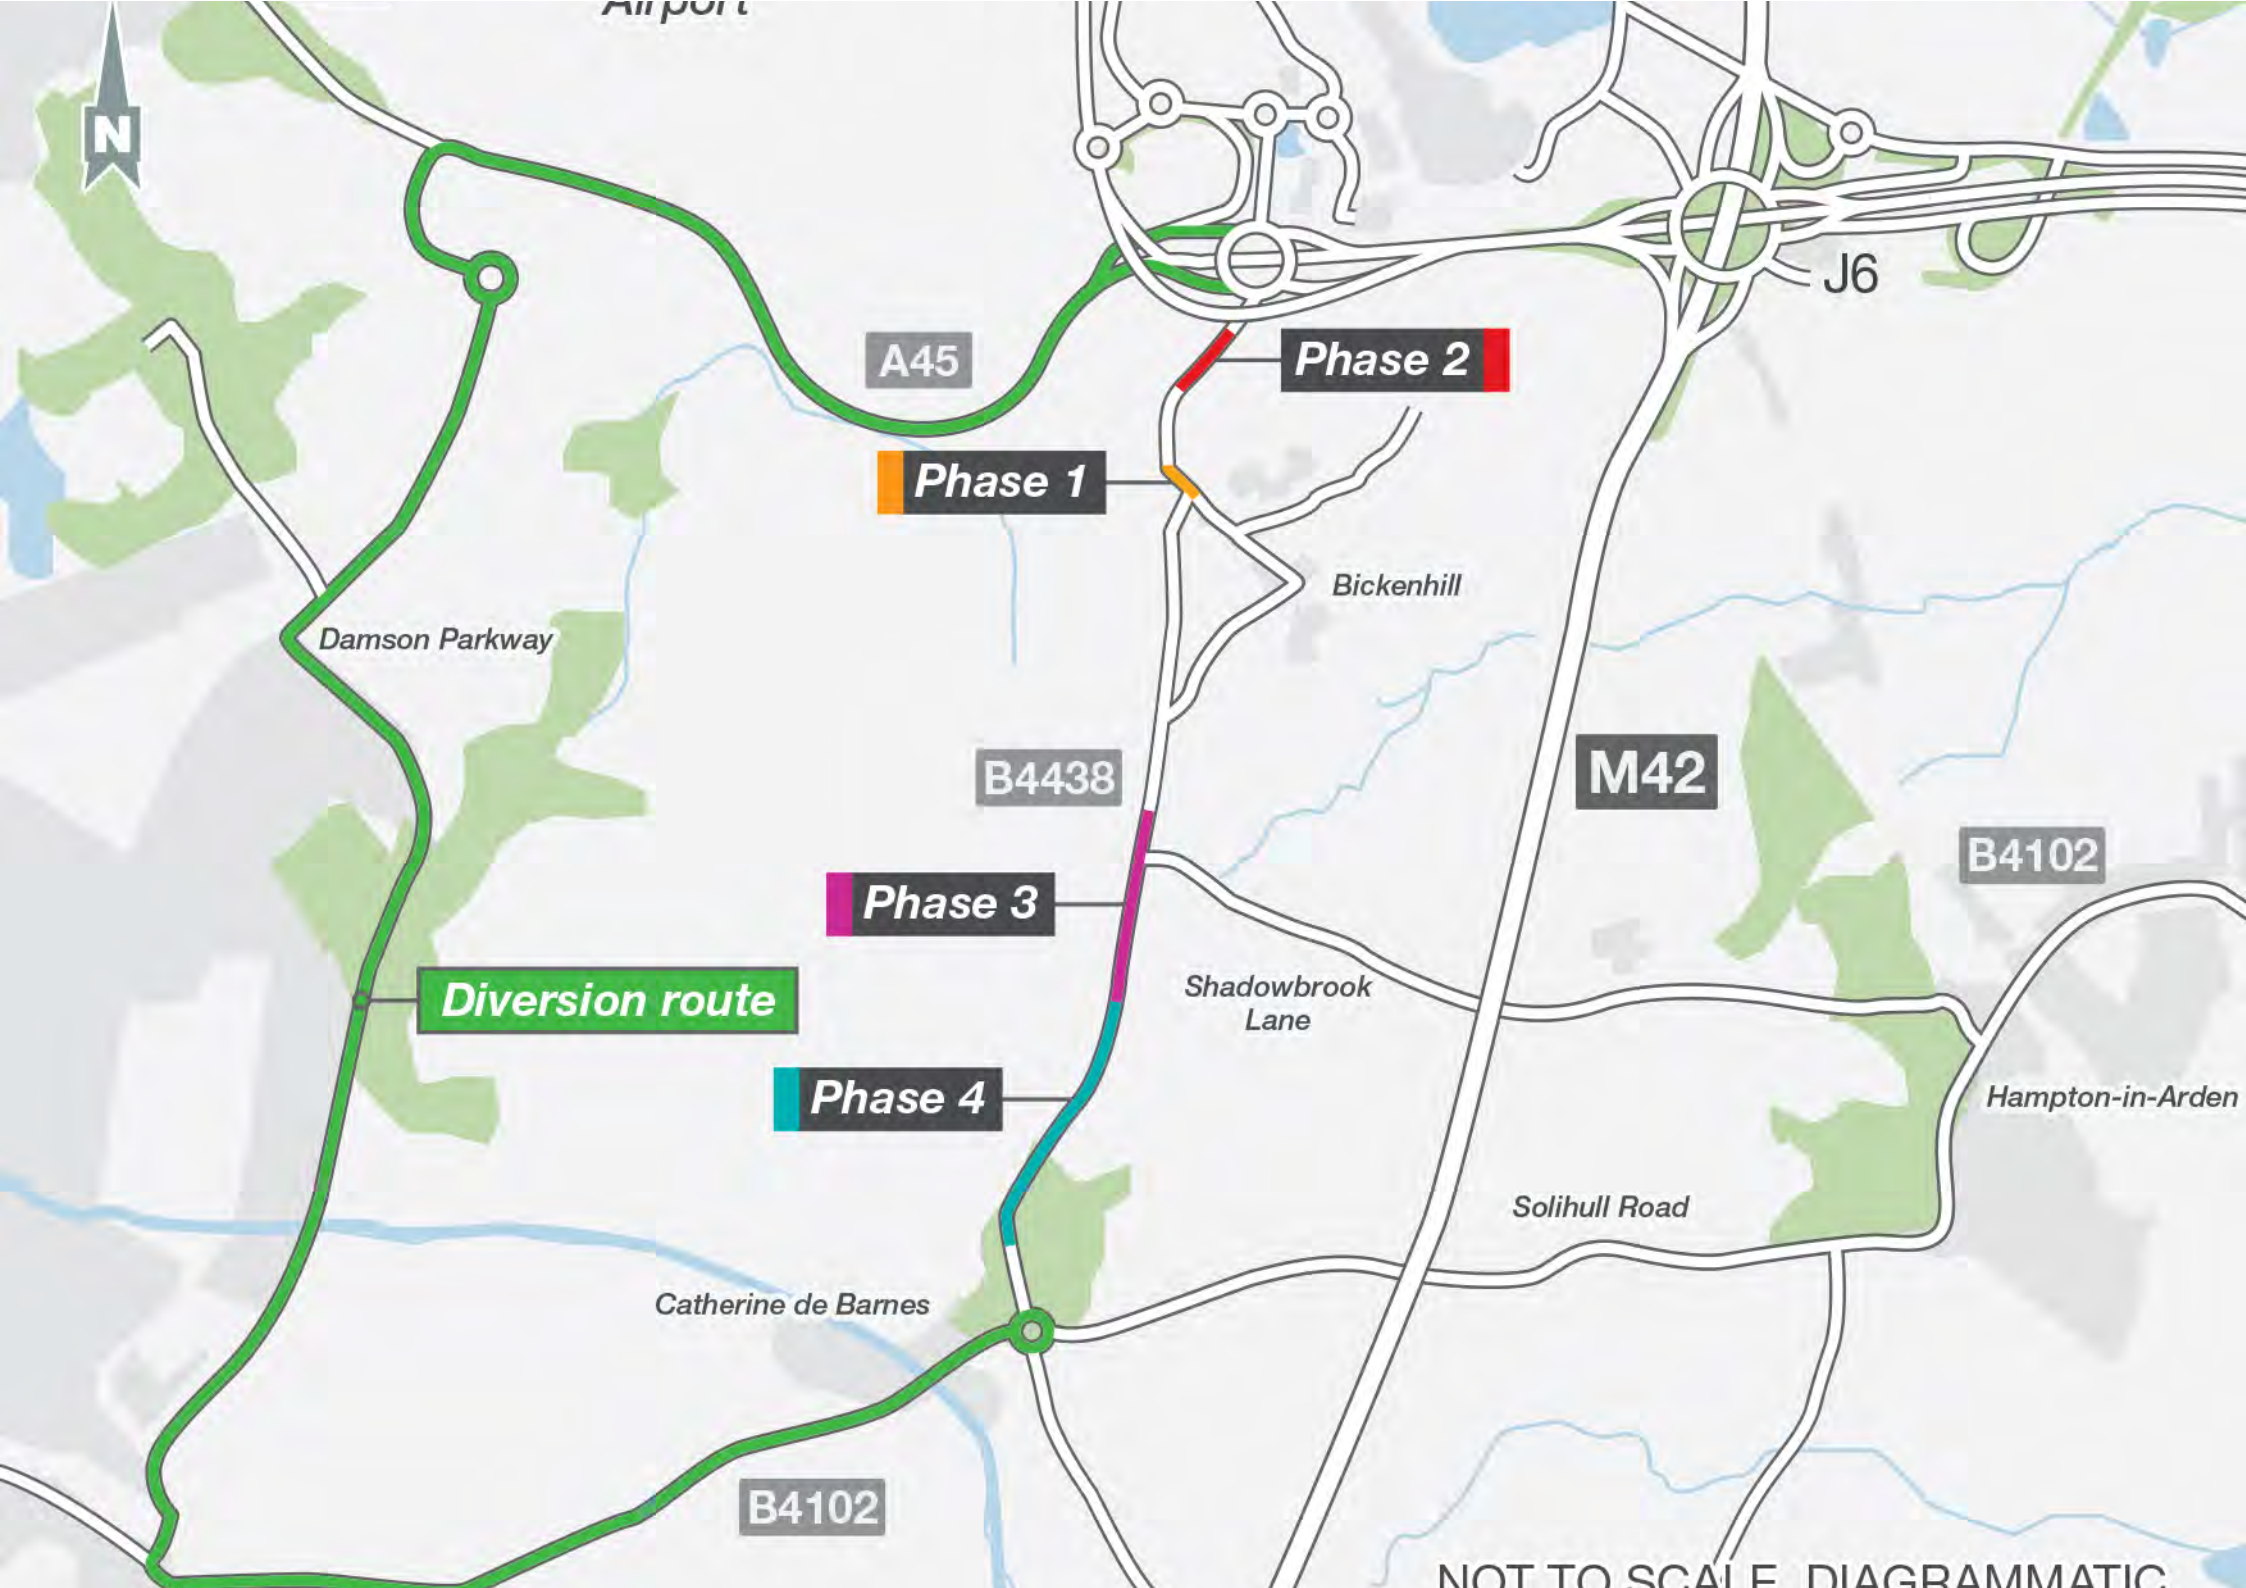 Airport
N
J6
A45
Phase 2
Phase 1
Bickenhill
Damson Parkway
B4438
M42
B4102
Phase 3
Diversion route
Shadowbrook
Lane
Phase 4
Hampton-in-Arden
Solihull Road
Catherine de Barnes
B4102
NOT TO SCALE DIAGRAMMATIC